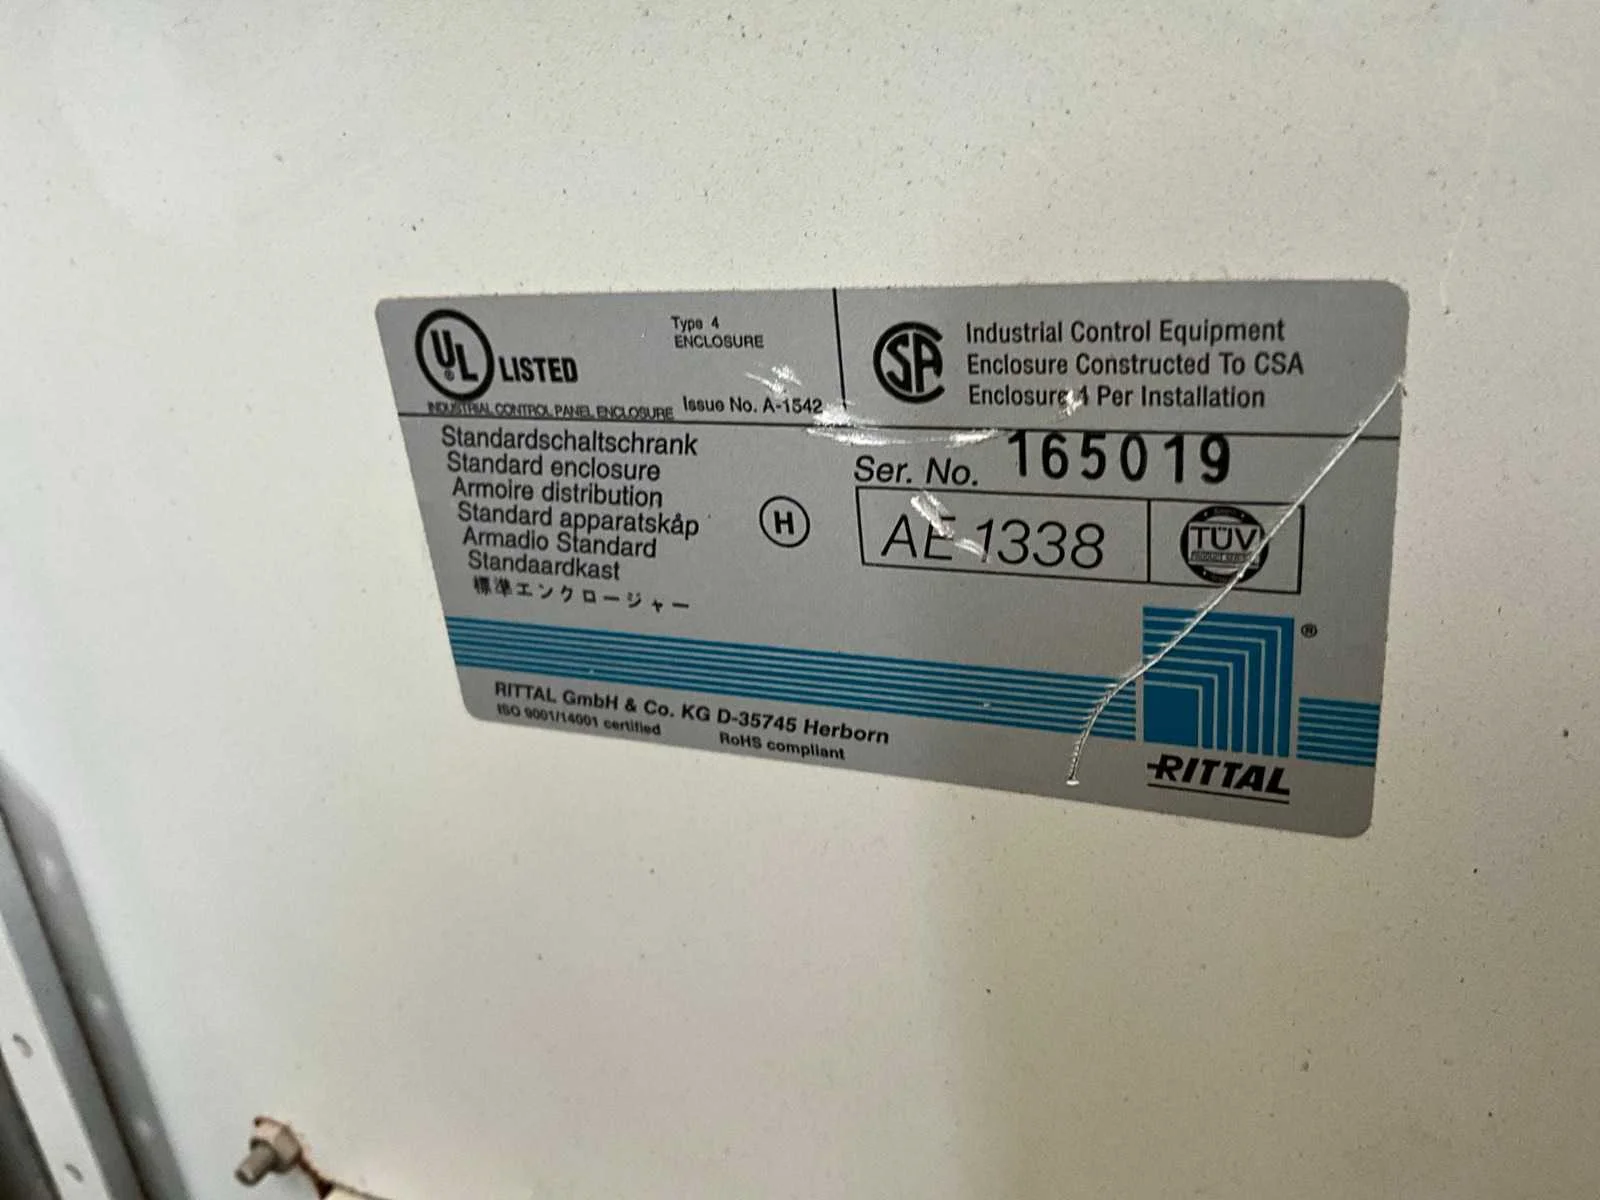 UL
®
LISTED
Type 4
ENCLOSURE
INDUSTRIAL CONTROL PANEL ENCLOSURE
Issue No. A-1542
SA
Industrial Control Equipment
Enclosure Constructed To CSA
Enclosure 4 Per Installation
Standardschaltschrank
Standard enclosure
Armoire distribution
Standard apparatskåp
Armadio Standard
Standaardkast
標準エンクロージャー
H
Ser. No. 165019
AE 1338
TÜV
PRODUCT SERVICE
®
RITTAL GmbH & Co. KG D-35745 Herborn
ISO 9001/14001 certified RoHS compliant
RITTAL